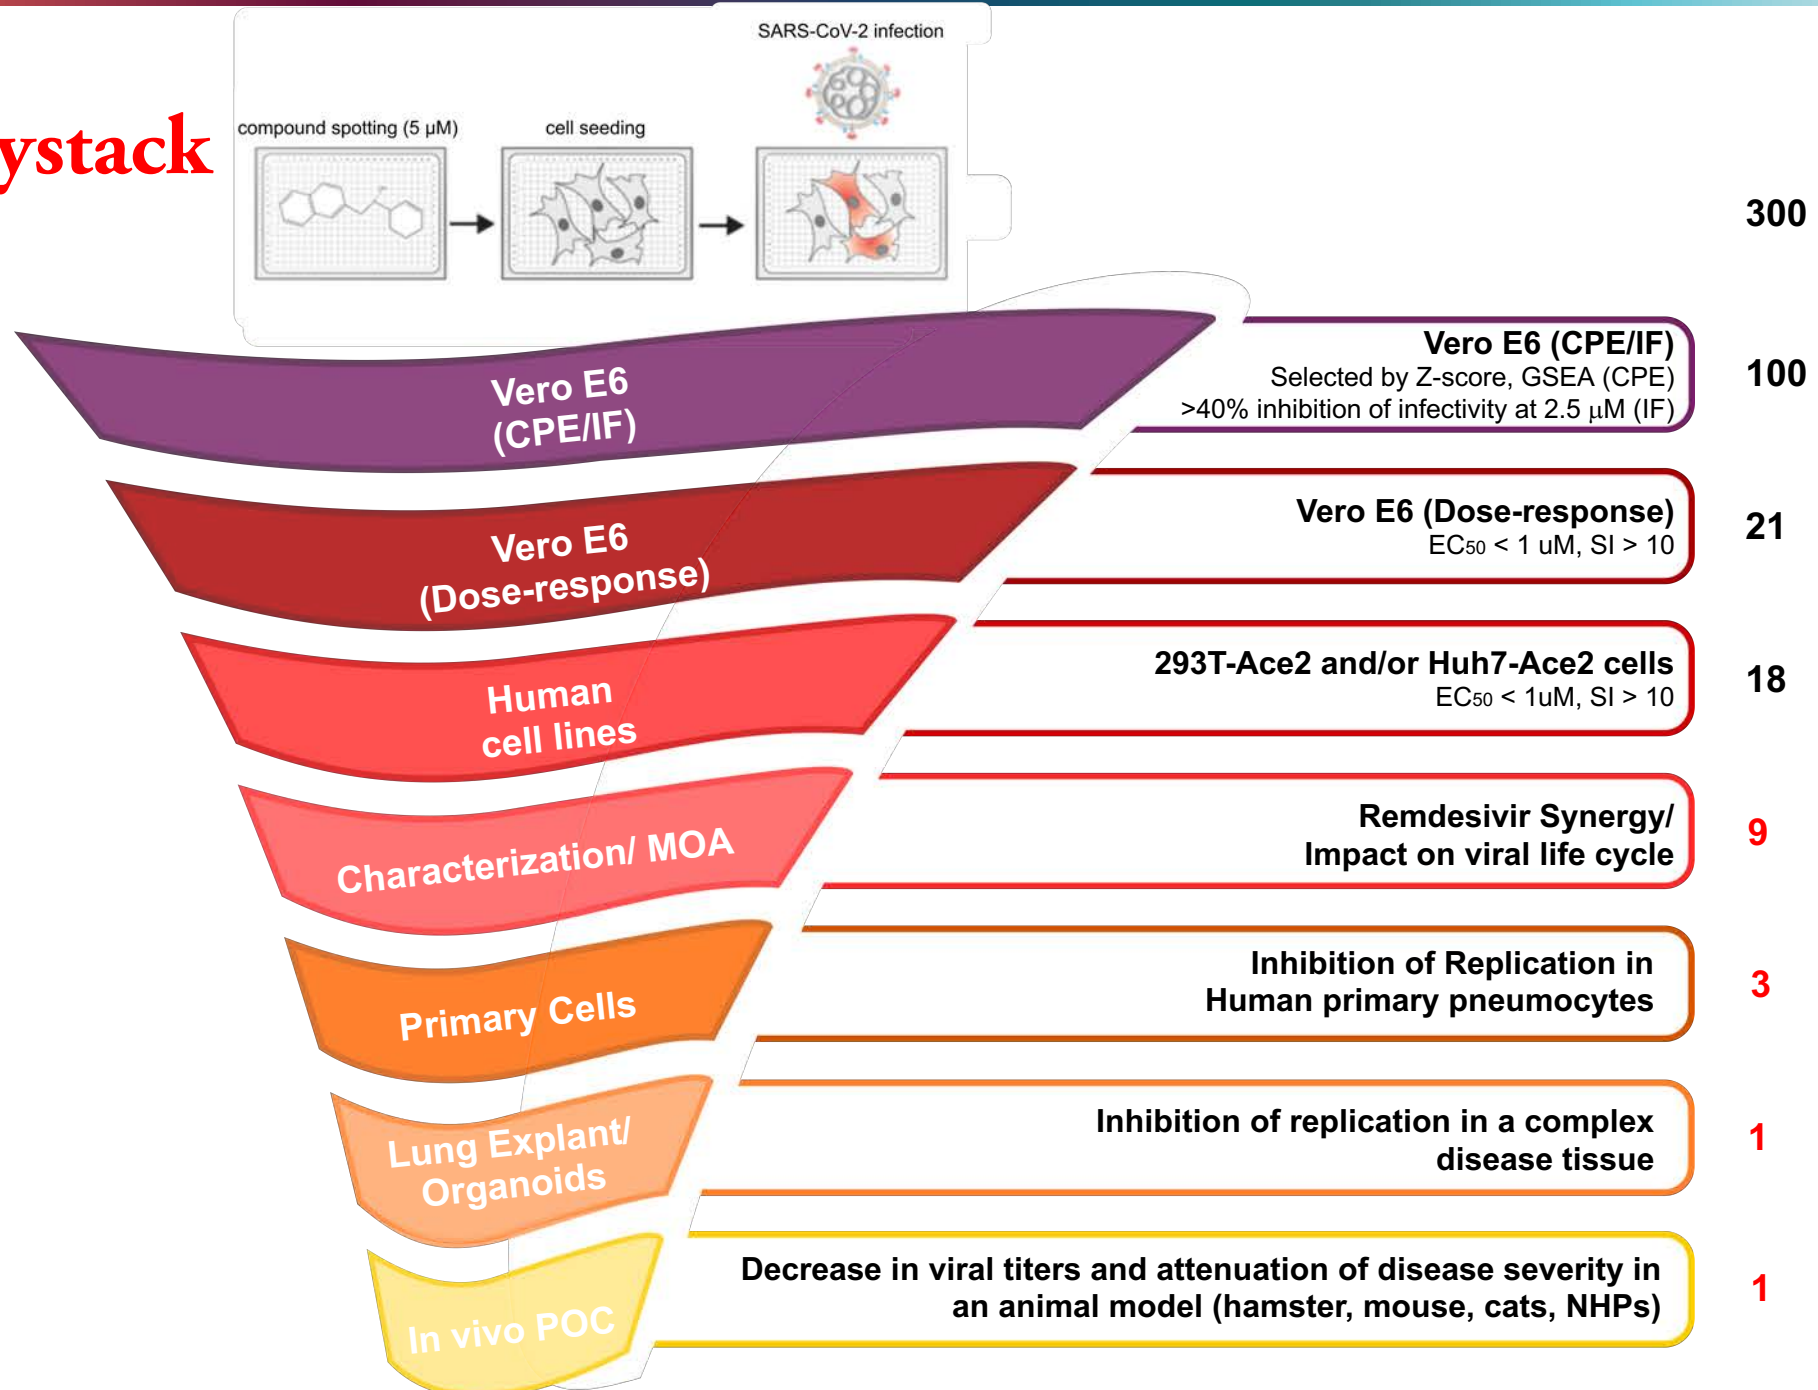 ystack
SARS-CoV-2 infection
compound spotting (5 µM)
cell seeding
300
Vero E6
(CPE/IF)
Vero E6 (CPE/IF)
Selected by Z-score, GSEA (CPE)
>40% inhibition of infectivity at 2.5 µM (IF)
100
Vero E6
(Dose-response)
Vero E6 (Dose-response)
EC50 < 1 uM, SI > 10
21
Human
cell lines
293T-Ace2 and/or Huh7-Ace2 cells
EC50 < 1uM, SI > 10
18
Characterization/ MOA
Remdesivir Synergy/
Impact on viral life cycle
9
Primary Cells
Inhibition of Replication in
Human primary pneumocytes
3
Lung Explant/
Organoids
Inhibition of replication in a complex
disease tissue
1
In vivo POC
Decrease in viral titers and attenuation of disease severity in
an animal model (hamster, mouse, cats, NHPs)
1